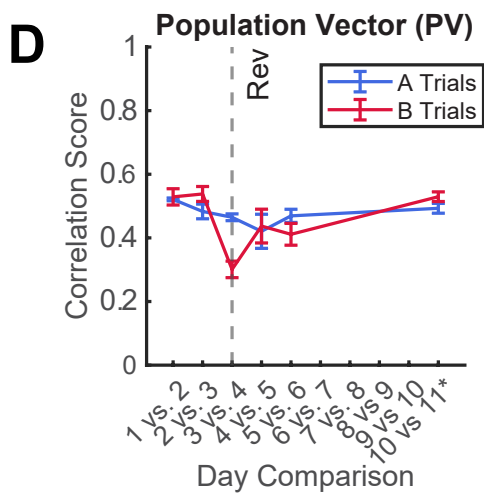 D
Population Vector (PV)
Rev
A Trials
B Trials
Correlation Score
1
0.8
0.6
0.4
0.2
0
1 vs. 2
2 vs. 3
3 vs. 4
4 vs. 5
5 vs. 6
6 vs. 7
7 vs. 8
8 vs 9
9 vs 10
10 vs 11*
Day Comparison